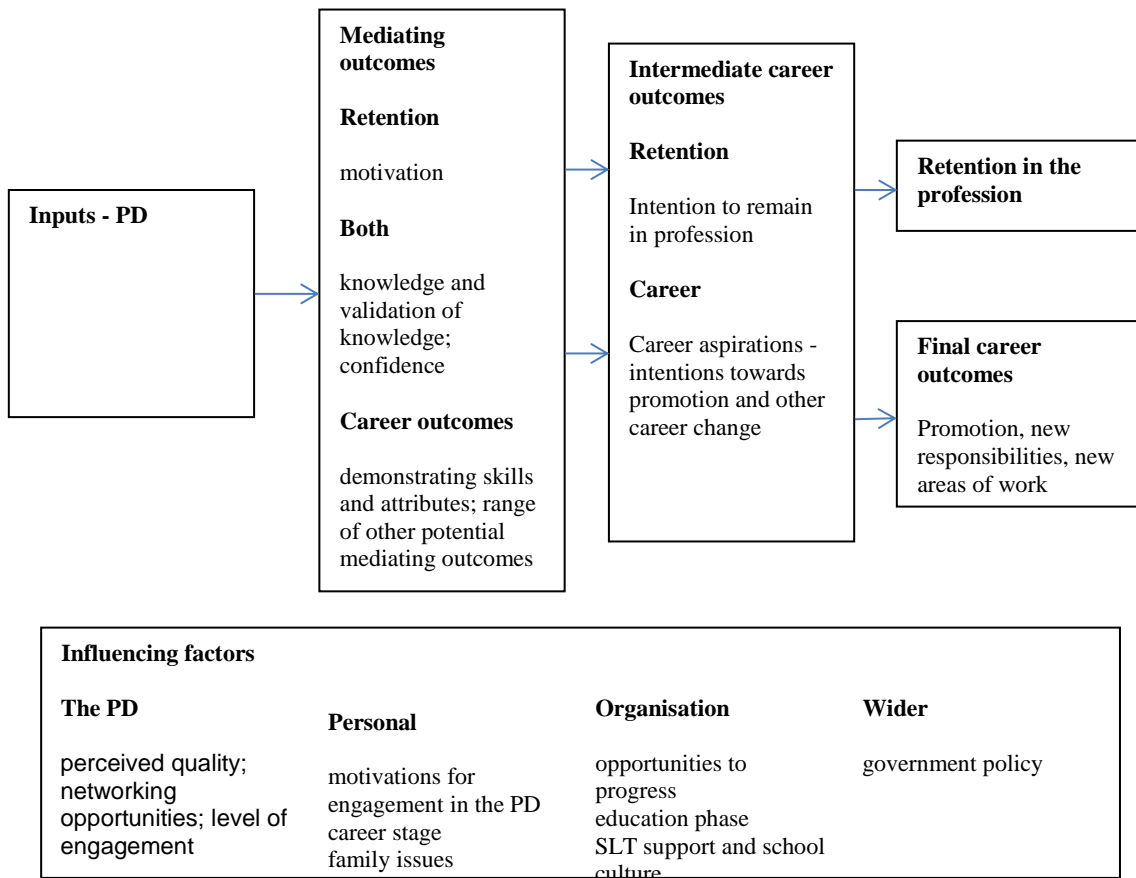 Inputs - PD
Mediating
outcomes
Retention
motivation
Both
knowledge and
validation of
knowledge;
confidence
Career outcomes
demonstrating skills
and attributes; range
of other potential
mediating outcomes
Intermediate career
outcomes
Retention
Intention to remain
in profession
Career
Career aspirations -
intentions towards
promotion and other
career change
Retention in the
profession
Final career
outcomes
Promotion, new
responsibilities, new
areas of work
Influencing factors
The PD
perceived quality;
networking
opportunities; level of
engagement
Personal
motivations for
engagement in the PD
career stage
family issues
Organisation
opportunities to
progress
education phase
SLT support and school
culture
Wider
government policy